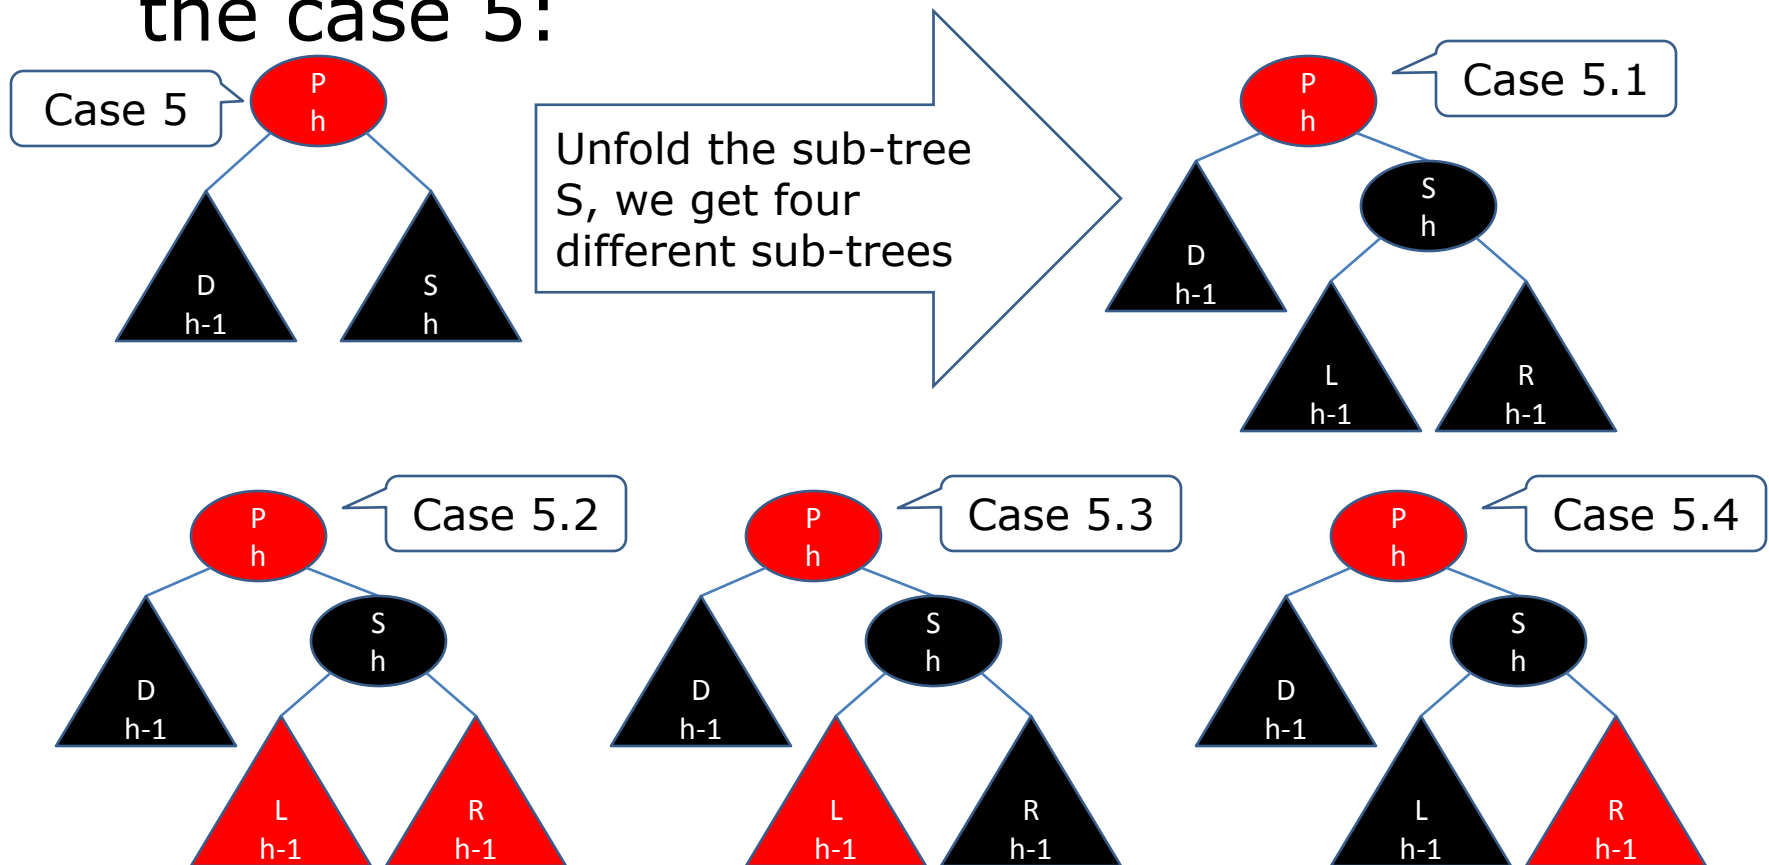 the case 5:
Case 5
P
h
D
h-1
S
h
Unfold the sub-tree
S, we get four
different sub-trees
Case 5.1
P
h
S
h
D
h-1
L
h-1
R
h-1
Case 5.2
P
h
S
h
D
h-1
L
h-1
R
h-1
Case 5.3
P
h
S
h
D
h-1
L
h-1
R
h-1
Case 5.4
P
h
S
h
D
h-1
L
h-1
R
h-1